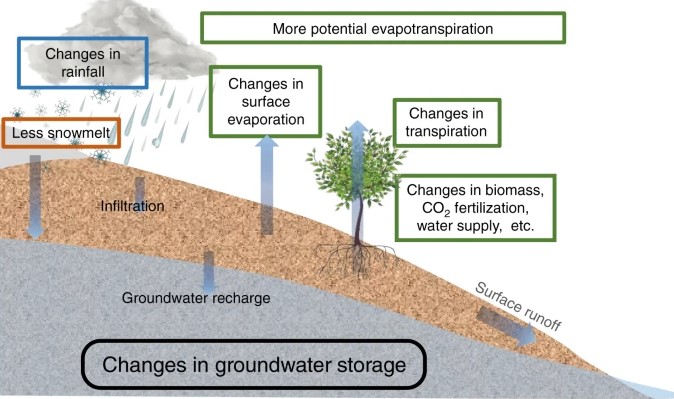 More potential evapotranspiration
Changes in
rainfall
Changes in
surface
evaporation
Changes in
transpiration
Less snowmelt
Changes in biomass,
CO₂ fertilization,
water supply, etc.
Infiltration
Groundwater recharge
Surface runoff
Changes in groundwater storage